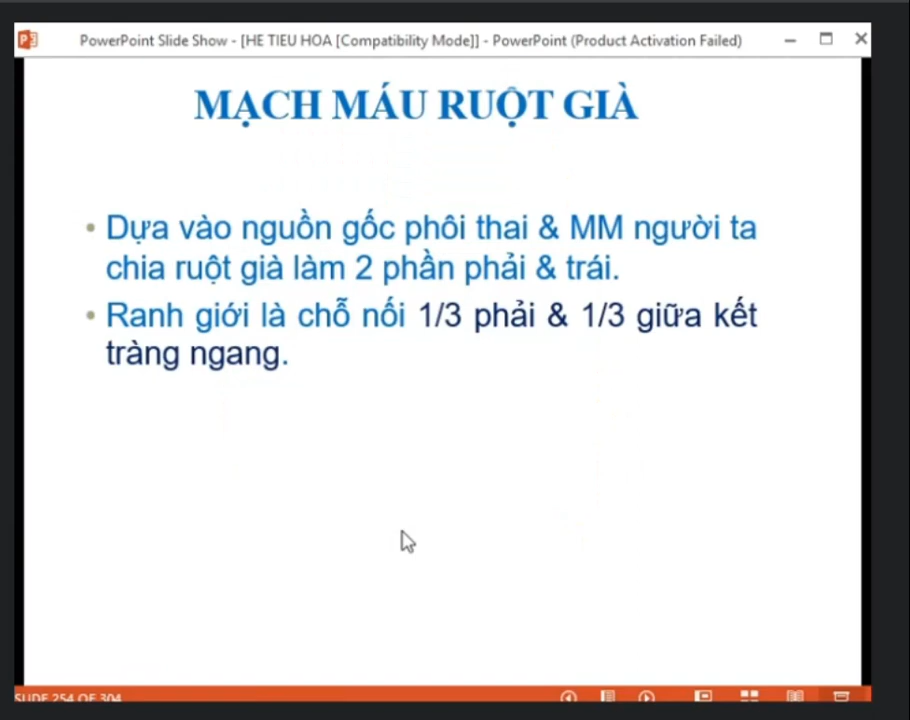 PowerPoint Slide Show - [HE TIEU HOA [Compatibility Mode]] - PowerPoint (Product Activation Failed)
MẠCH MÁU RUỘT GIÀ
• Dựa vào nguồn gốc phôi thai & MM người ta
chia ruột già làm 2 phần phải & trái.
• Ranh giới là chỗ nối 1/3 phải & 1/3 giữa kết
tràng ngang.
SLIDE 254 OF 304